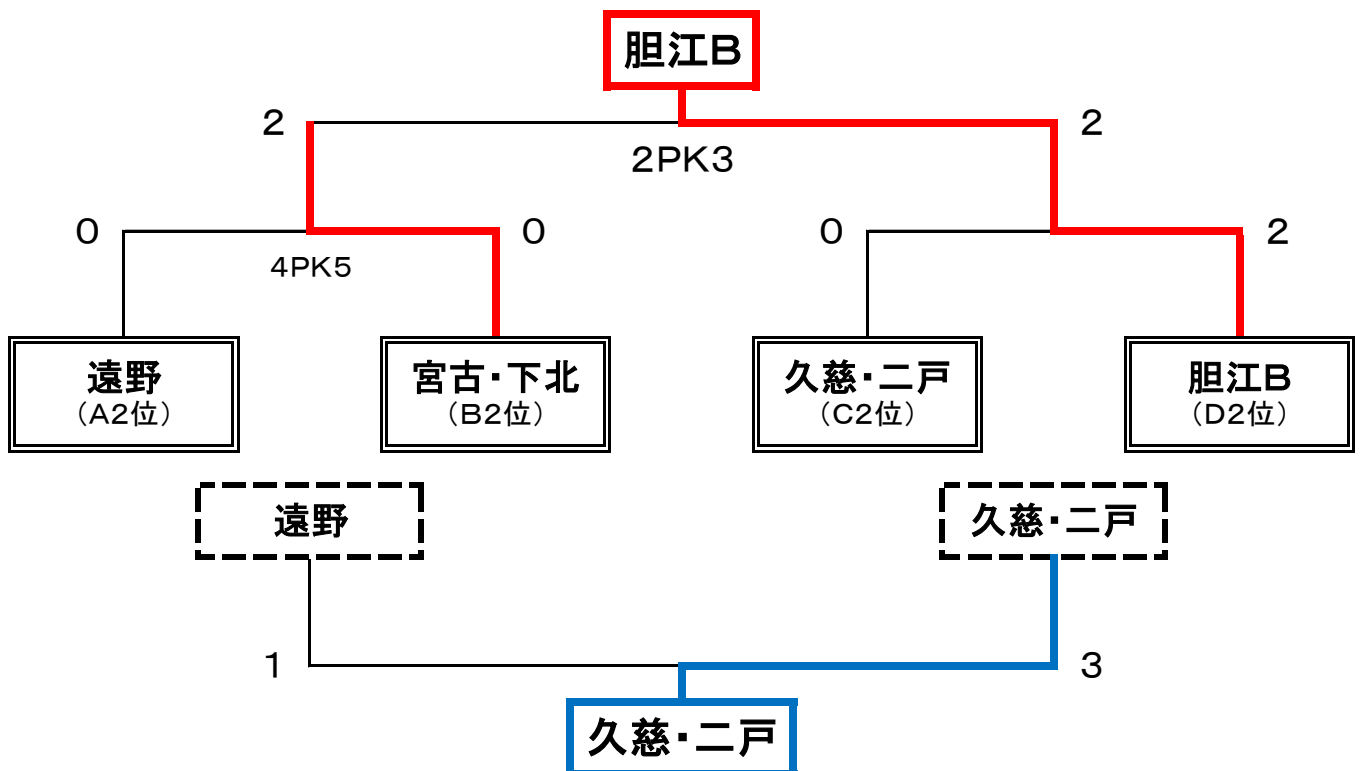 胆江B
2 2
2PK3
0 0 0 2
4PK5
遠野 宮古・下北 久慈・二戸 胆江B
（A2位） （B2位） （C2位） （D2位）
遠野 久慈・二戸
1 3
久慈・二戸